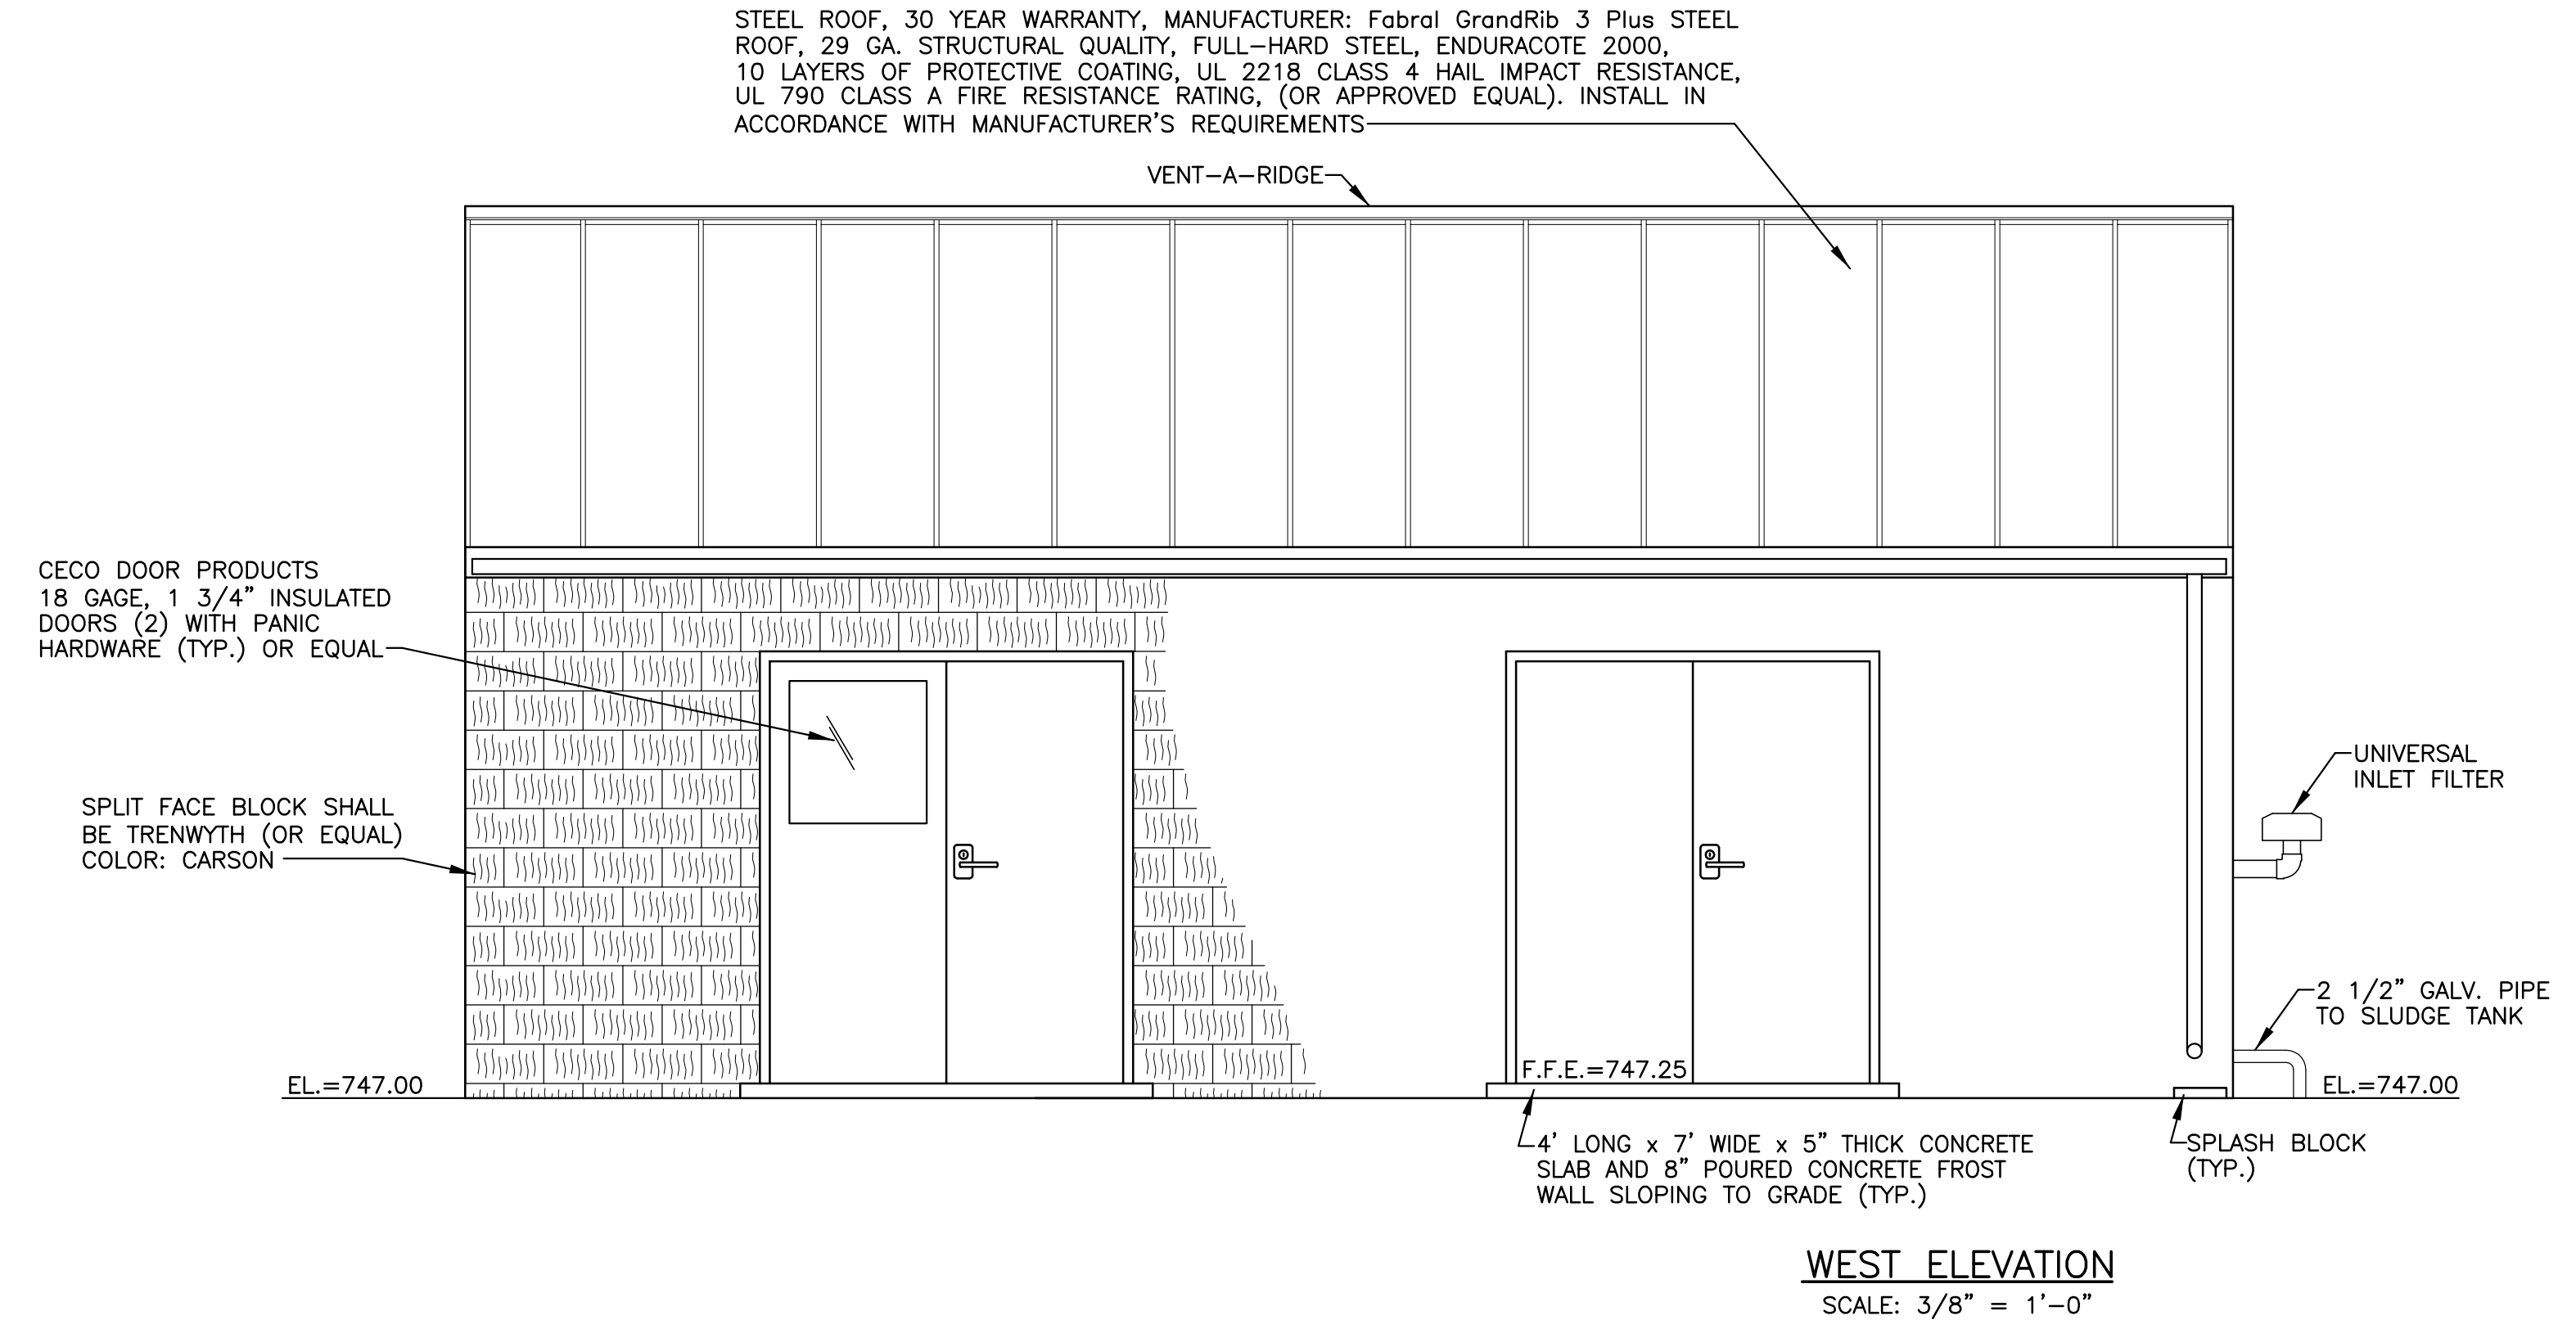 STEEL ROOF, 30 YEAR WARRANTY, MANUFACTURER: Fabral GrandRib 3 Plus STEEL
ROOF, 29 GA. STRUCTURAL QUALITY, FULL-HARD STEEL, ENDURACOTE 2000,
10 LAYERS OF PROTECTIVE COATING, UL 2218 CLASS 4 HAIL IMPACT RESISTANCE,
UL 790 CLASS A FIRE RESISTANCE RATING, (OR APPROVED EQUAL). INSTALL IN
ACCORDANCE WITH MANUFACTURER'S REQUIREMENTS
VENT-A-RIDGE
CECO DOOR PRODUCTS
18 GAGE, 1 3/4" INSULATED
DOORS (2) WITH PANIC
HARDWARE (TYP.) OR EQUAL
SPLIT FACE BLOCK SHALL
BE TRENWYTH (OR EQUAL)
COLOR: CARSON
UNIVERSAL
INLET FILTER
2 1/2" GALV. PIPE
TO SLUDGE TANK
EL.=747.00
F.F.E.=747.25
EL.=747.00
4' LONG x 7' WIDE x 5" THICK CONCRETE
SLAB AND 8" POURED CONCRETE FROST
WALL SLOPING TO GRADE (TYP.)
SPLASH BLOCK
(TYP.)
WEST ELEVATION
SCALE: 3/8" = 1'-0"